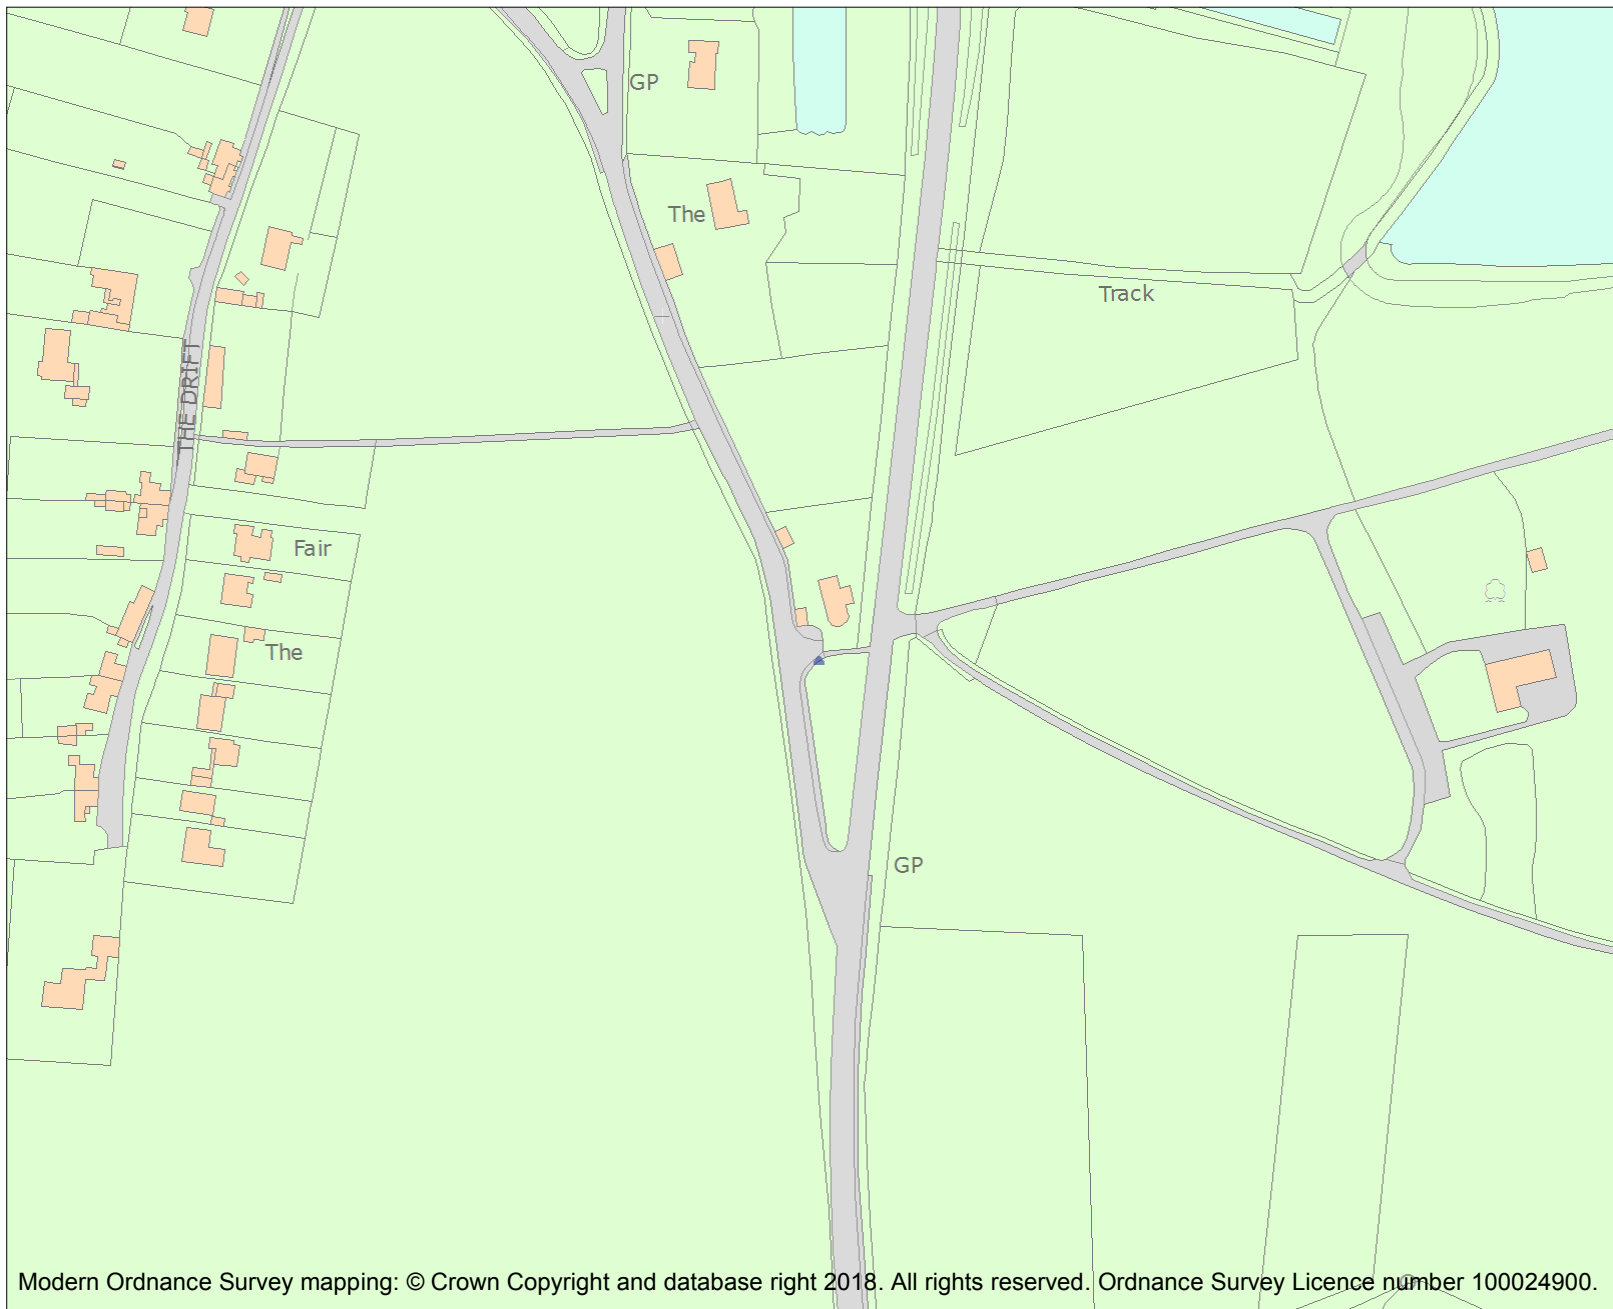 GP
The
Track
THE DRIFT
Fair
The
GP
Modern Ordnance Survey mapping: © Crown Copyright and database right 2018. All rights reserved. Ordnance Survey Licence number 100024900.